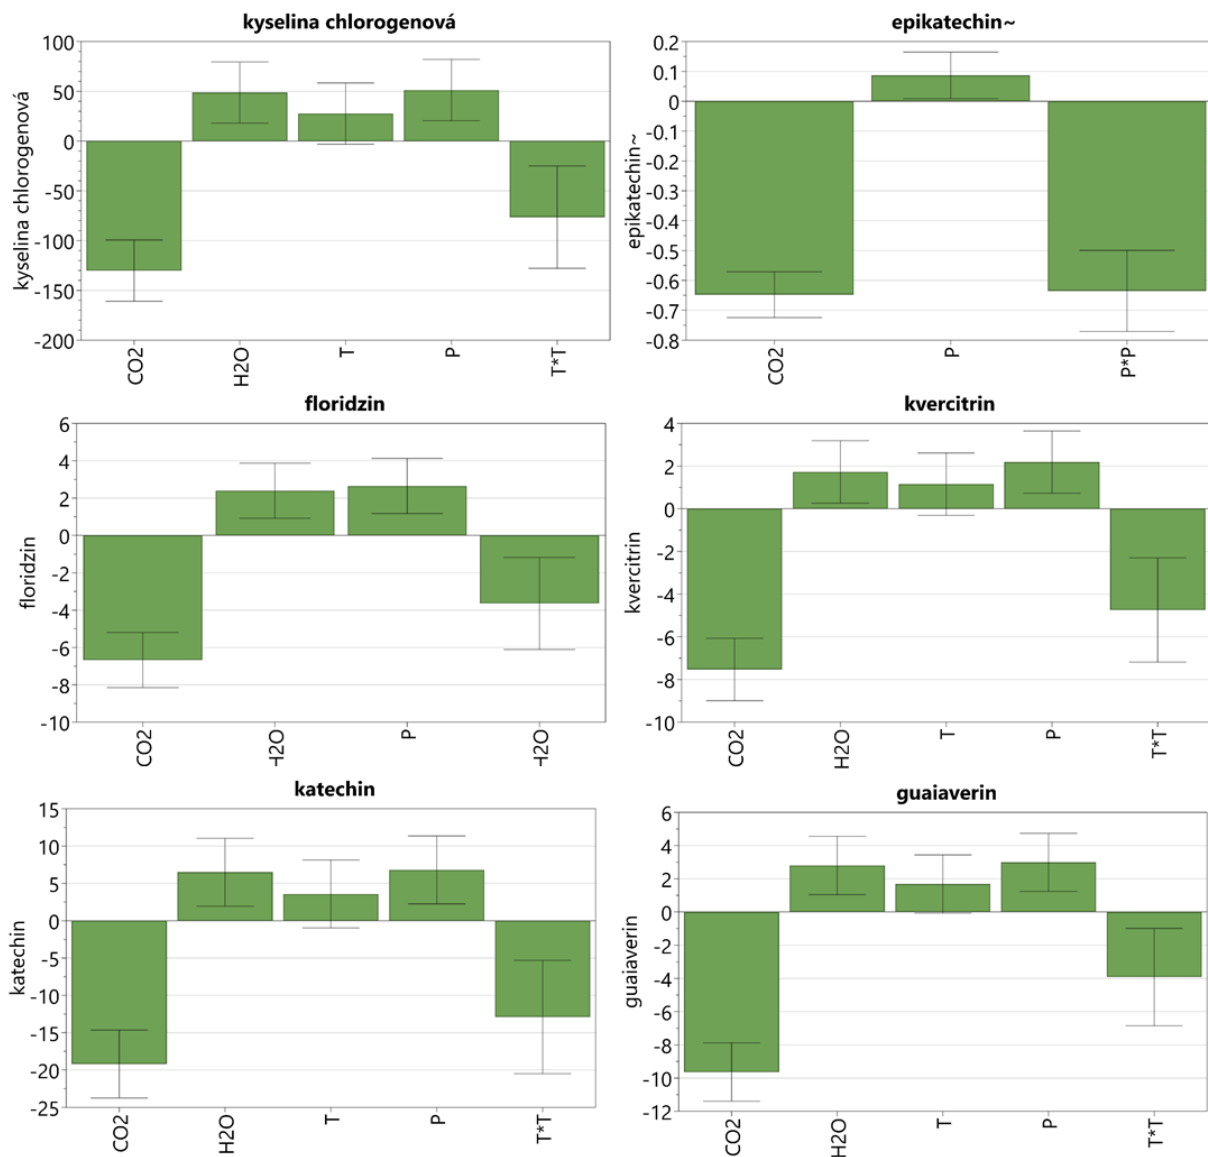 kyselina chlorogenová
kyselina chlorogenová
100
50
0
-50
-100
-150
-200
CO2
H2O
T
P
T*T
epikatechin~
epikatechin~
0.2
0.1
0
-0.1
-0.2
-0.3
-0.4
-0.5
-0.6
-0.7
-0.8
CO2
P
P*P
floridzin
floridzin
6
4
2
0
-2
-4
-6
-8
-10
CO2
H2O
P
H2O
kvercitrin
kvercitrin
4
2
0
-2
-4
-6
-8
-10
CO2
H2O
T
P
T*T
katechin
katechin
15
10
5
0
-5
-10
-15
-20
-25
CO2
H2O
T
P
T*T
guaiaverin
guaiaverin
6
4
2
0
-2
-4
-6
-8
-10
-12
CO2
H2O
T
P
T*T